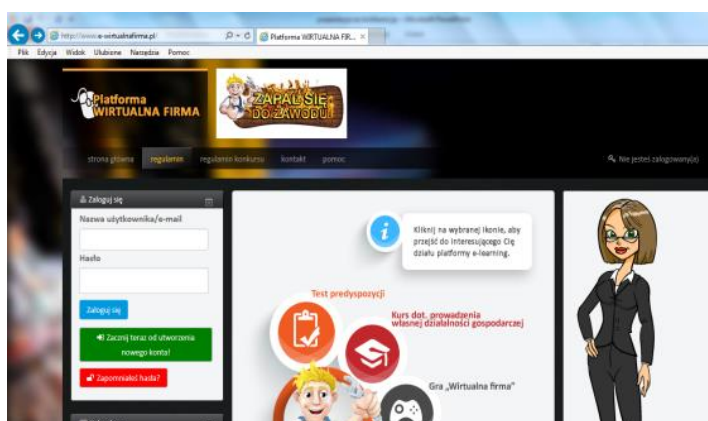 http://www.e-wirtualnafirma.pl/
Platforma WIRTUALNA FIR...
Plik Edycja Widok Ulubione Narzędzia Pomoc
Platforma
WIRTUALNA FIRMA
ZAPAL SIĘ
DO ZAWODU!
strona główna regulamin regulamin konkursu kontakt pomoc
Nie jesteś zalogowany(a)
Zaloguj się
Nazwa użytkownika/e-mail
Hasło
Zaloguj się
Zacznij teraz od utworzenia
nowego konta!
Zapomniałeś hasła?
Kliknij na wybranej ikonie, aby
przejść do interesującego Cię
działu platformy e-learning.
Test predyspozycji
Kurs dot. prowadzenia
własnej działalności gospodarczej
Gra „Wirtualna firma"